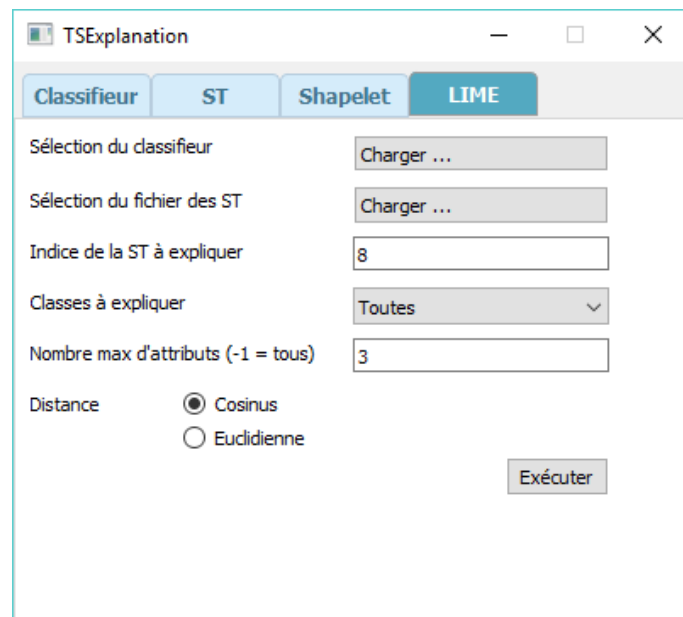 TSExplanation
Classifieur ST Shapelet LIME
Sélection du classifieur Charger ...
Sélection du fichier des ST Charger ...
Indice de la ST à expliquer 8
Classes à expliquer Toutes
Nombre max d'attributs (-1 = tous) 3
Distance Cosinus
Euclidienne
Exécuter